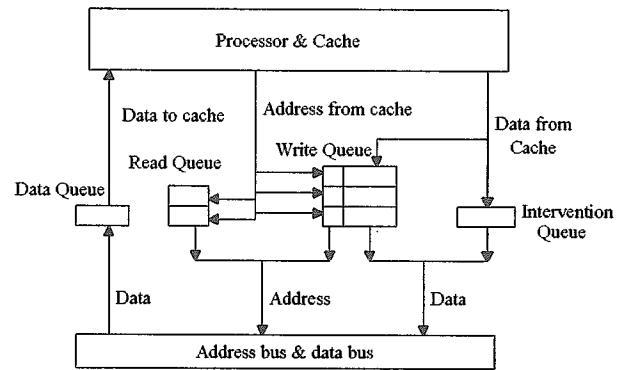 Processor & Cache
Data to cache
Address from cache
Data from
Cache
Write Queue
Read Queue
Data Queue
Intervention
Queue
Data
Address
Data
Address bus & data bus